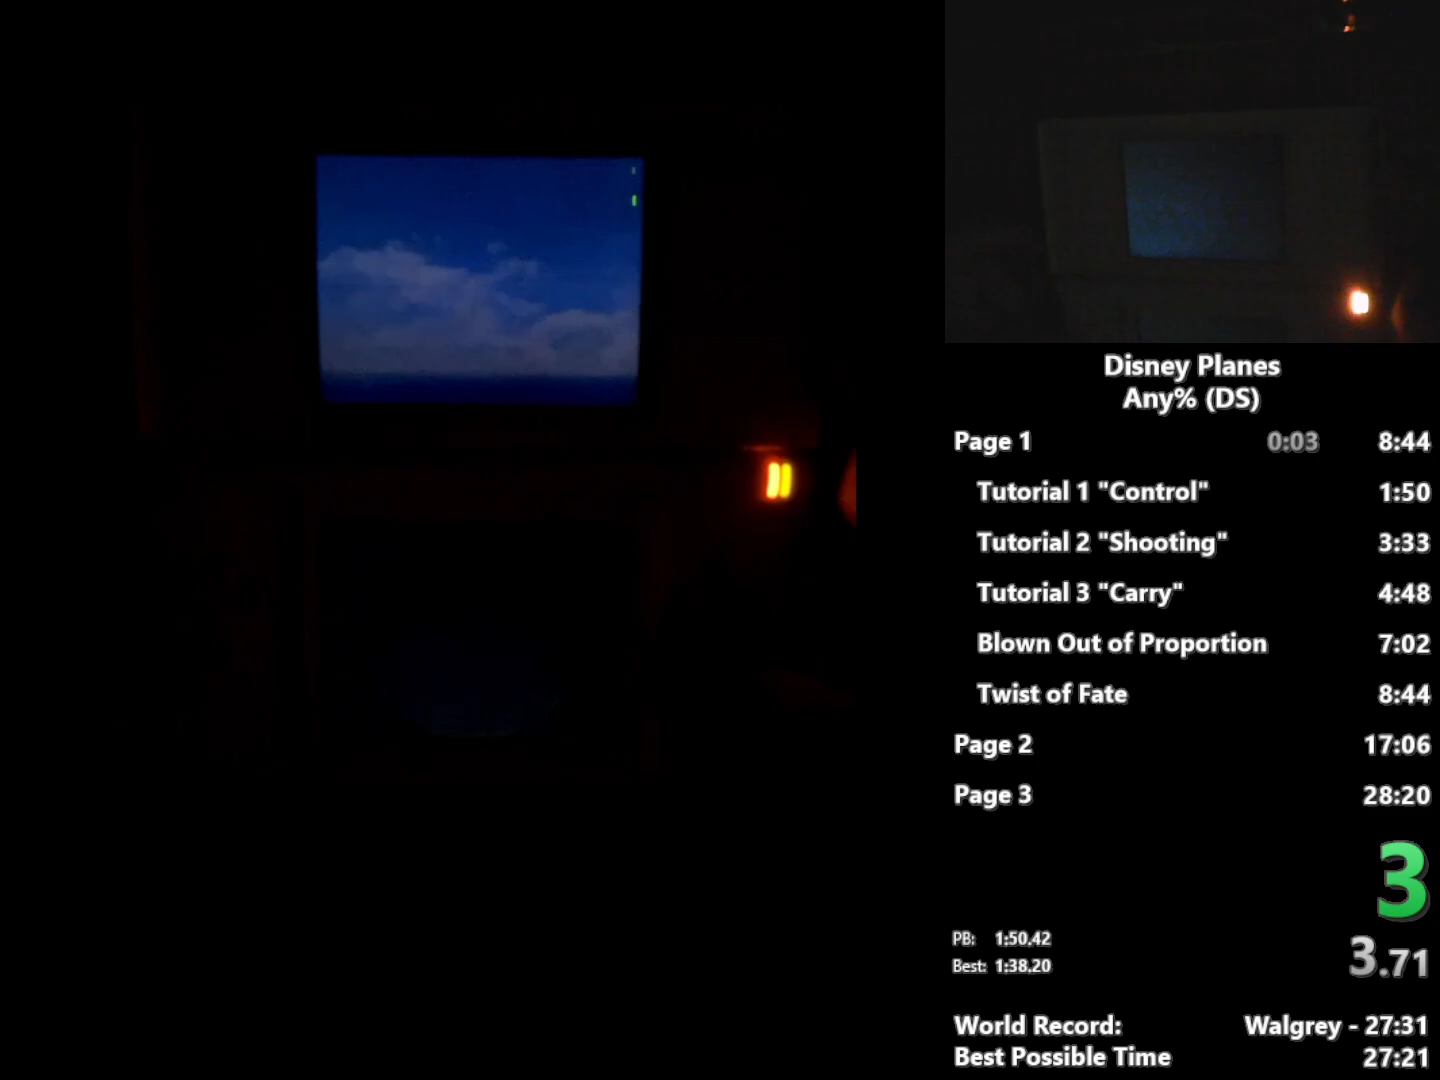 Disney Planes
Any% (DS)
Page 1 0:03 8:44
Tutorial 1 "Control" 1:50
Tutorial 2 "Shooting" 3:33
Tutorial 3 "Carry" 4:48
Blown Out of Proportion 7:02
Twist of Fate 8:44
Page 2 17:06
Page 3 28:20
3
PB: 1:50.42
3.71
Best: 1:38.20
World Record: Walgrey - 27:31
Best Possible Time 27:21